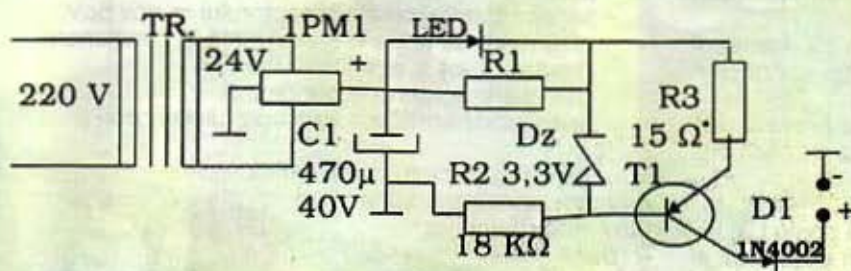 TR.
1PM1
LED
24V
+
R1
220 V
R3
15 Ω*
C1
Dz
470μ
R2
3,3V
T1
40V
D1
-
+
18 KΩ
1N4002